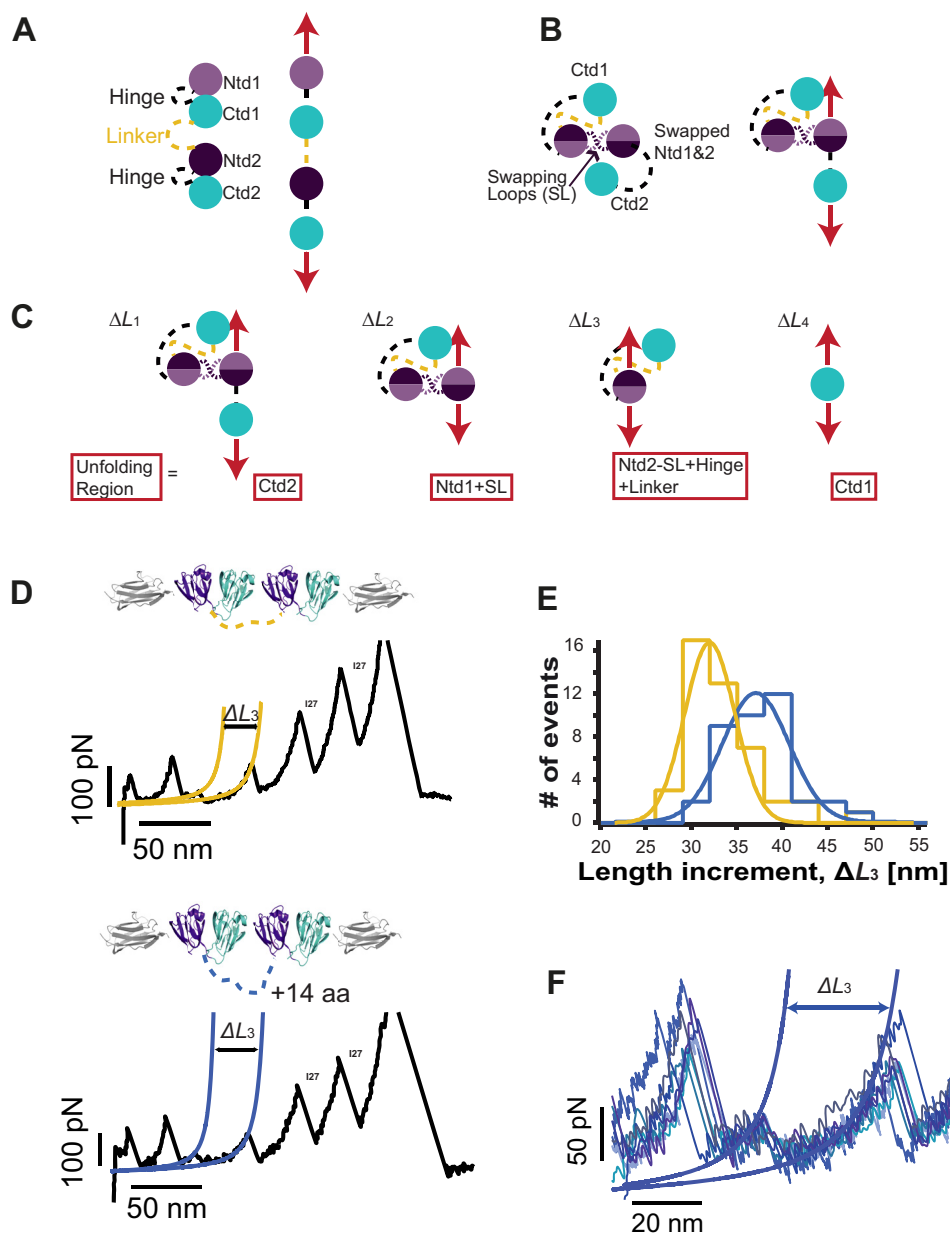 A
Ntd1
Hinge
Ctd1
Linker
Ntd2
Hinge
Ctd2
B
Ctd1
Swapped
Ntd1&2
Swapping
Loops (SL)
Ctd2
C
ΔL1
ΔL2
ΔL3
ΔL4
Unfolding
Region
=
Ctd2
Ntd1+SL
Ntd2-SL+Hinge
+Linker
Ctd1
D
I27
I27
ΔL3
100 pN
50 nm
+14 aa
ΔL3
I27
I27
100 pN
50 nm
E
# of events
16
12
8
4
0
20 25 30 35 40 45 50 55
Length increment, ΔL3 [nm]
F
ΔL3
50 pN
20 nm